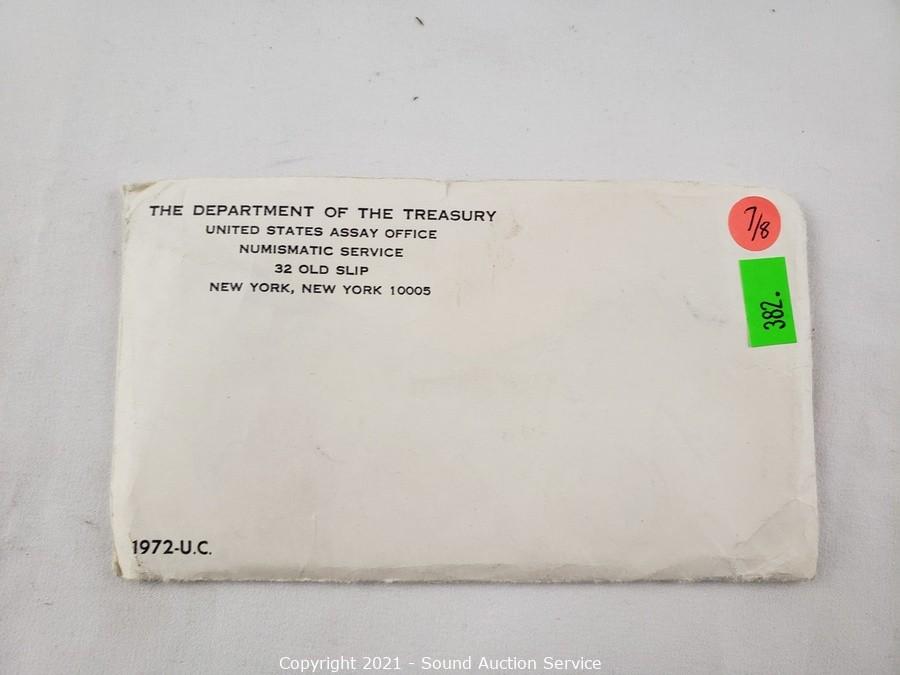 THE DEPARTMENT OF THE TREASURY
UNITED STATES ASSAY OFFICE
NUMISMATIC SERVICE
32 OLD SLIP
NEW YORK, NEW YORK 10005
7/8
382.
1972-U.C.
Copyright 2021 - Sound Auction Service